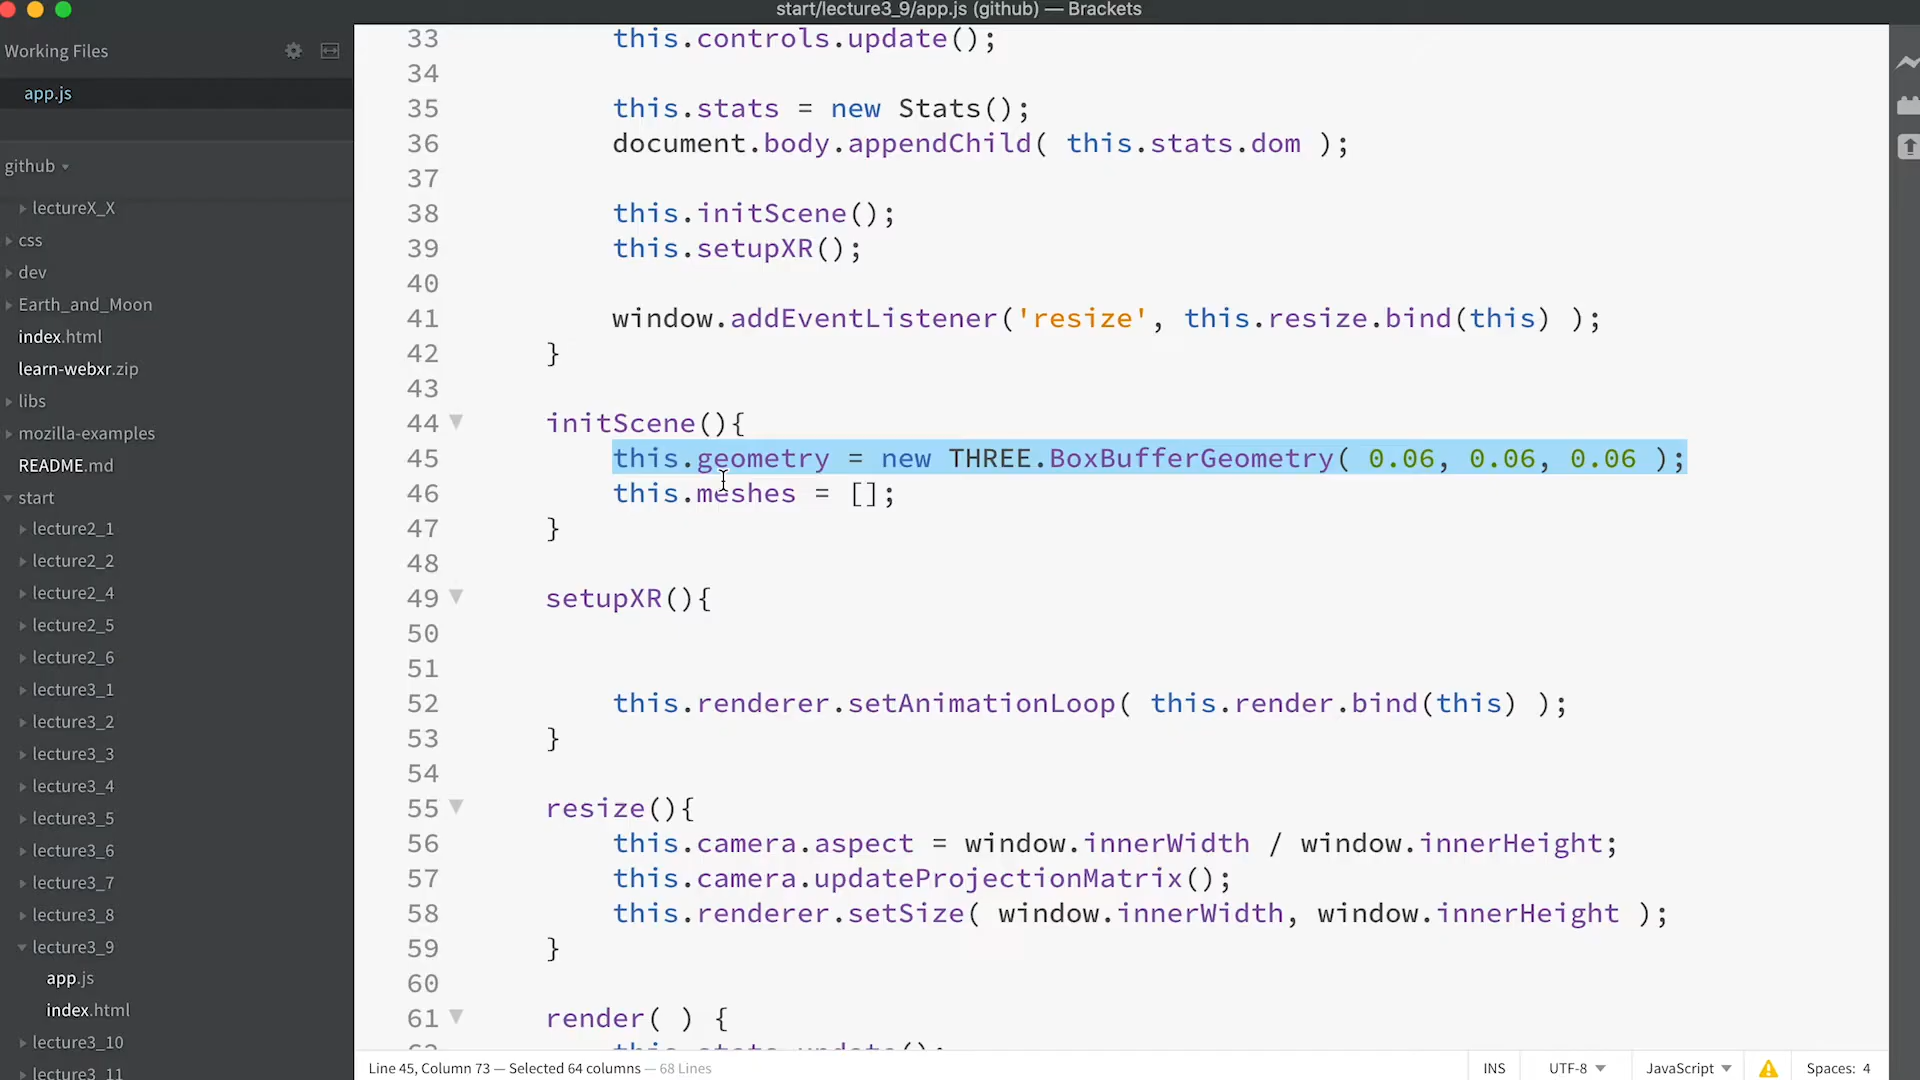 start/lecture3_9/app.js (github) — Brackets
Working Files
app.js
github
lectureX_X
css
dev
Earth_and_Moon
index.html
learn-webxr.zip
libs
mozilla-examples
README.md
start
lecture2_1
lecture2_2
lecture2_4
lecture2_5
lecture2_6
lecture3_1
lecture3_2
lecture3_3
lecture3_4
lecture3_5
lecture3_6
lecture3_7
lecture3_8
lecture3_9
app.js
index.html
lecture3_10
lecture3_11
33 this.controls.update();
34
35 this.stats = new Stats();
36 document.body.appendChild( this.stats.dom );
37
38 this.initScene();
39 this.setupXR();
40
41 window.addEventListener('resize', this.resize.bind(this) );
42 }
43
44 initScene(){
45 this.geometry = new THREE.BoxBufferGeometry( 0.06, 0.06, 0.06 );
46 this.meshes = [];
47 }
48
49 setupXR(){
50
51
52 this.renderer.setAnimationLoop( this.render.bind(this) );
53 }
54
55 resize(){
56 this.camera.aspect = window.innerWidth / window.innerHeight;
57 this.camera.updateProjectionMatrix();
58 this.renderer.setSize( window.innerWidth, window.innerHeight );
59 }
60
61 render( ) {
62 this.stats.update();
Line 45, Column 73 — Selected 64 columns — 68 Lines
INS
UTF-8
JavaScript
Spaces: 4